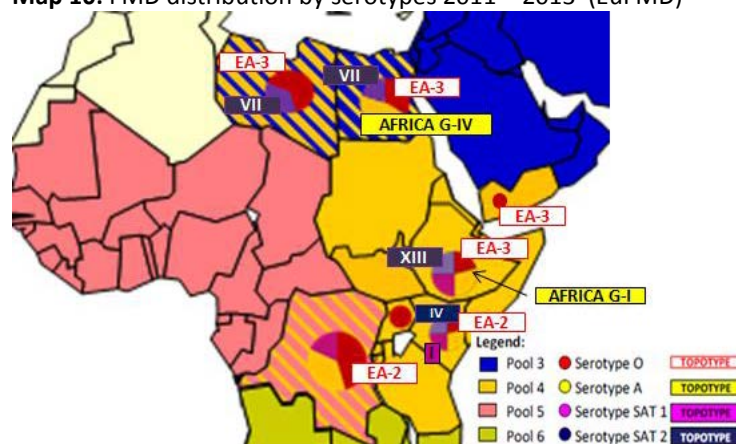 Map 10: FMD distribution by serotypes 2011 – 2013 (EuFMD)
EA-3
VII
VII
EA-3
AFRICA G-IV
EA-3
XIII
EA-3
AFRICA G-I
IV
EA-2
I
EA-2
Legend:
Pool 3
Serotype O
TOPOTYPE
Pool 4
Serotype A
TOPOTYPE
Pool 5
Serotype SAT 1
TOPOTYPE
Pool 6
Serotype SAT 2
TOPOTYPE